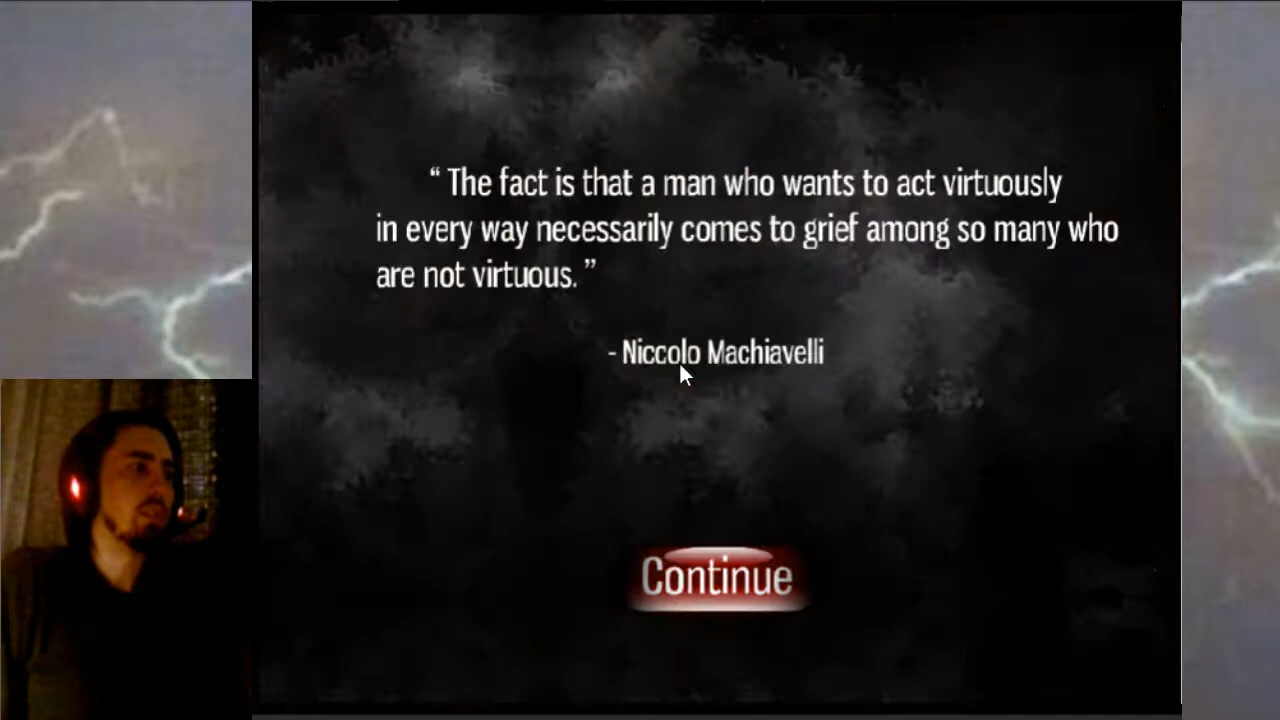 “ The fact is that a man who wants to act virtuously
in every way necessarily comes to grief among so many who
are not virtuous. ”
- Niccolo Machiavelli
Continue